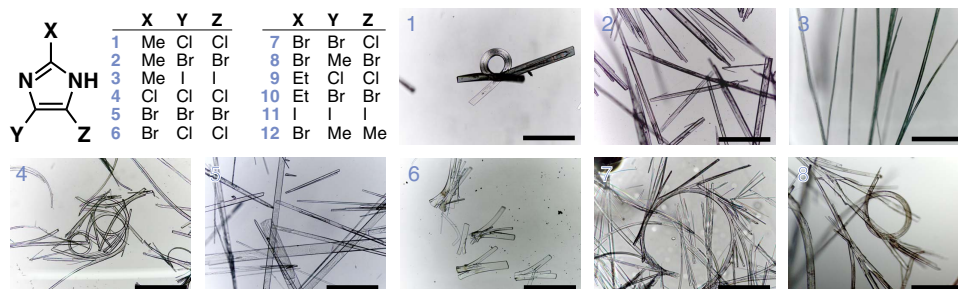 X
N NH
Y Z
X Y Z
1 Me Cl Cl
2 Me Br Br
3 Me I I
4 Cl Cl Cl
5 Br Br Br
6 Br Cl Cl
X Y Z
7 Br Br Cl
8 Br Me Br
9 Et Cl Cl
10 Et Br Br
11 I I I
12 Br Me Me
1
2
3
4
5
6
7
8